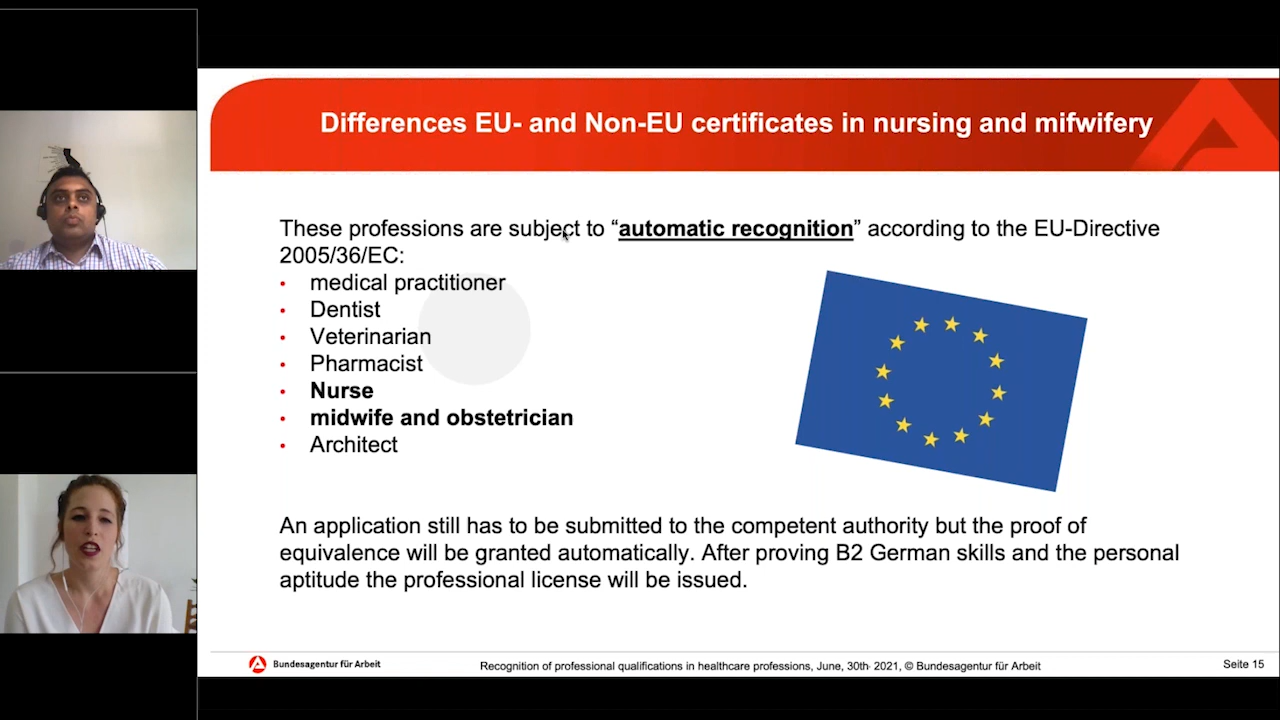 Differences EU- and Non-EU certificates in nursing and mifwifery
These professions are subject to “automatic recognition” according to the EU-Directive
2005/36/EC:
• medical practitioner
• Dentist
• Veterinarian
• Pharmacist
• Nurse
• midwife and obstetrician
• Architect
An application still has to be submitted to the competent authority but the proof of
equivalence will be granted automatically. After proving B2 German skills and the personal
aptitude the professional license will be issued.
Bundesagentur für Arbeit
Recognition of professional qualifications in healthcare professions, June, 30th· 2021, © Bundesagentur für Arbeit
Seite 15